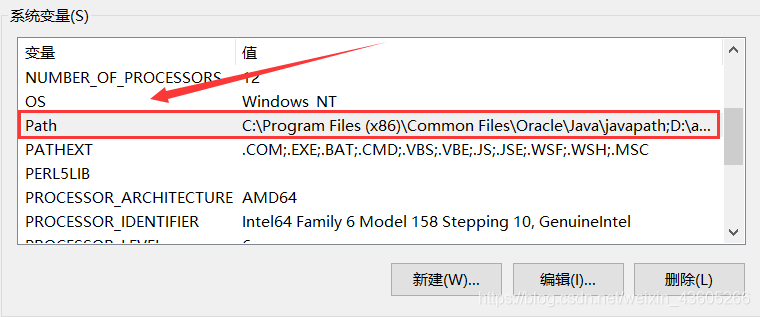 系统变量(S)
变量 值
NUMBER_OF_PROCESSORS 12
OS Windows_NT
Path C:\Program Files (x86)\Common Files\Oracle\Java\javapath;D:\a...
PATHEXT .COM;.EXE;.BAT;.CMD;.VBS;.VBE;.JS;.JSE;.WSF;.WSH;.MSC
PERL5LIB
PROCESSOR_ARCHITECTURE AMD64
PROCESSOR_IDENTIFIER Intel64 Family 6 Model 158 Stepping 10, GenuineIntel
PROCESSOR_LEVEL 6
新建(W)... 编辑(I)... 删除(L)
https://blog.csdn.net/weixin_43605266